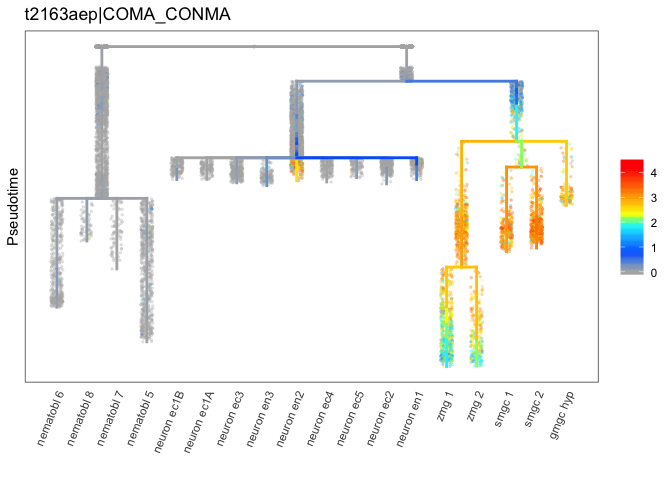 t2163aep|COMA_CONMA
Pseudotime
4
3
2
1
0
nematobl 6
nematobl 8
nematobl 7
nematobl 5
neuron ec1B
neuron ec1A
neuron ec3
neuron en3
neuron en2
neuron ec4
neuron ec5
neuron ec2
neuron en1
zmg 1
zmg 2
smgc 1
smgc 2
gmgc hyp